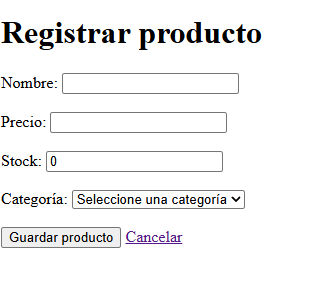 Registrar producto
Nombre:
Precio:
Stock: 0
Categoría: Seleccione una categoría
Guardar producto Cancelar